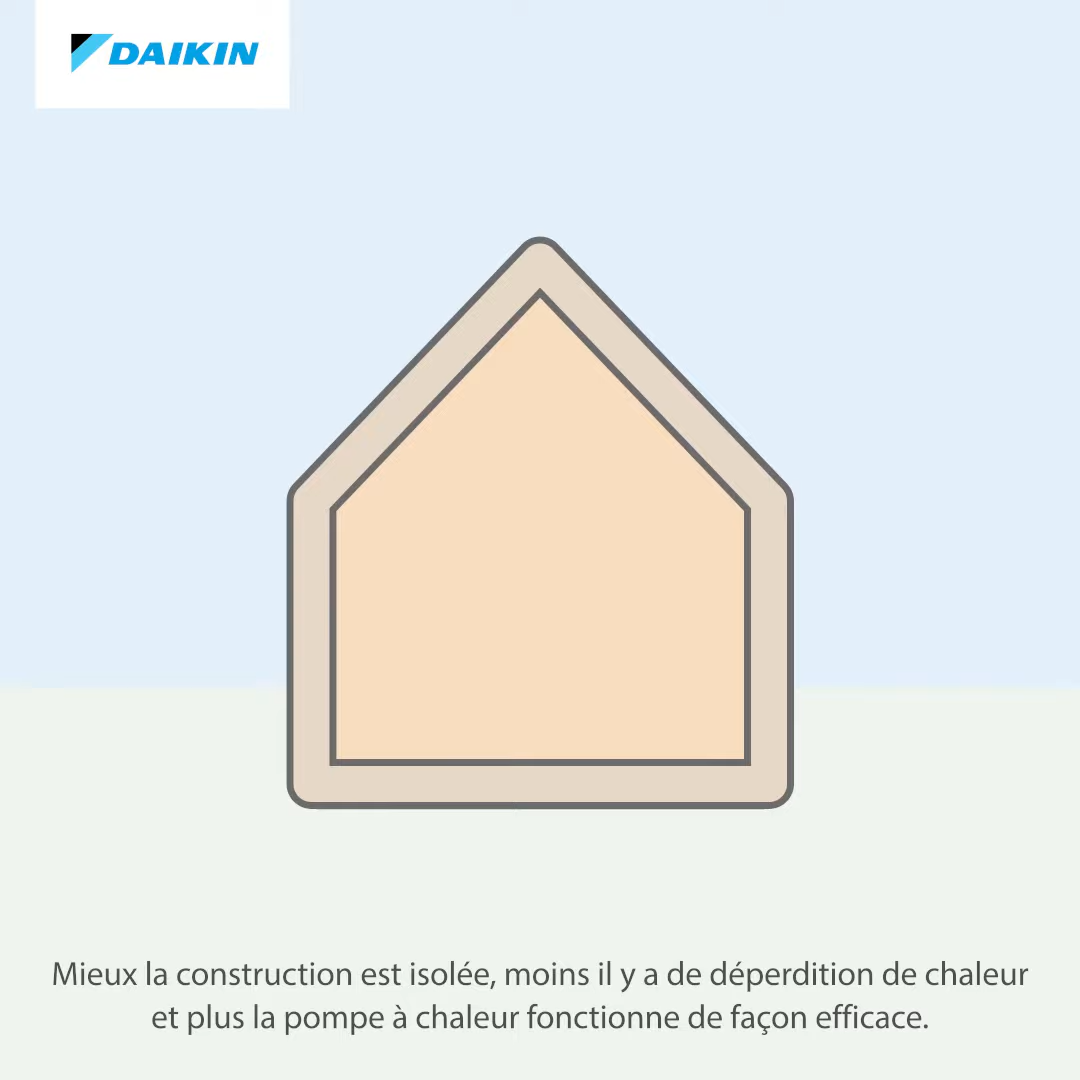 DAIKIN
Mieux la construction est isolée, moins il y a de déperdition de chaleur
et plus la pompe à chaleur fonctionne de façon efficace.